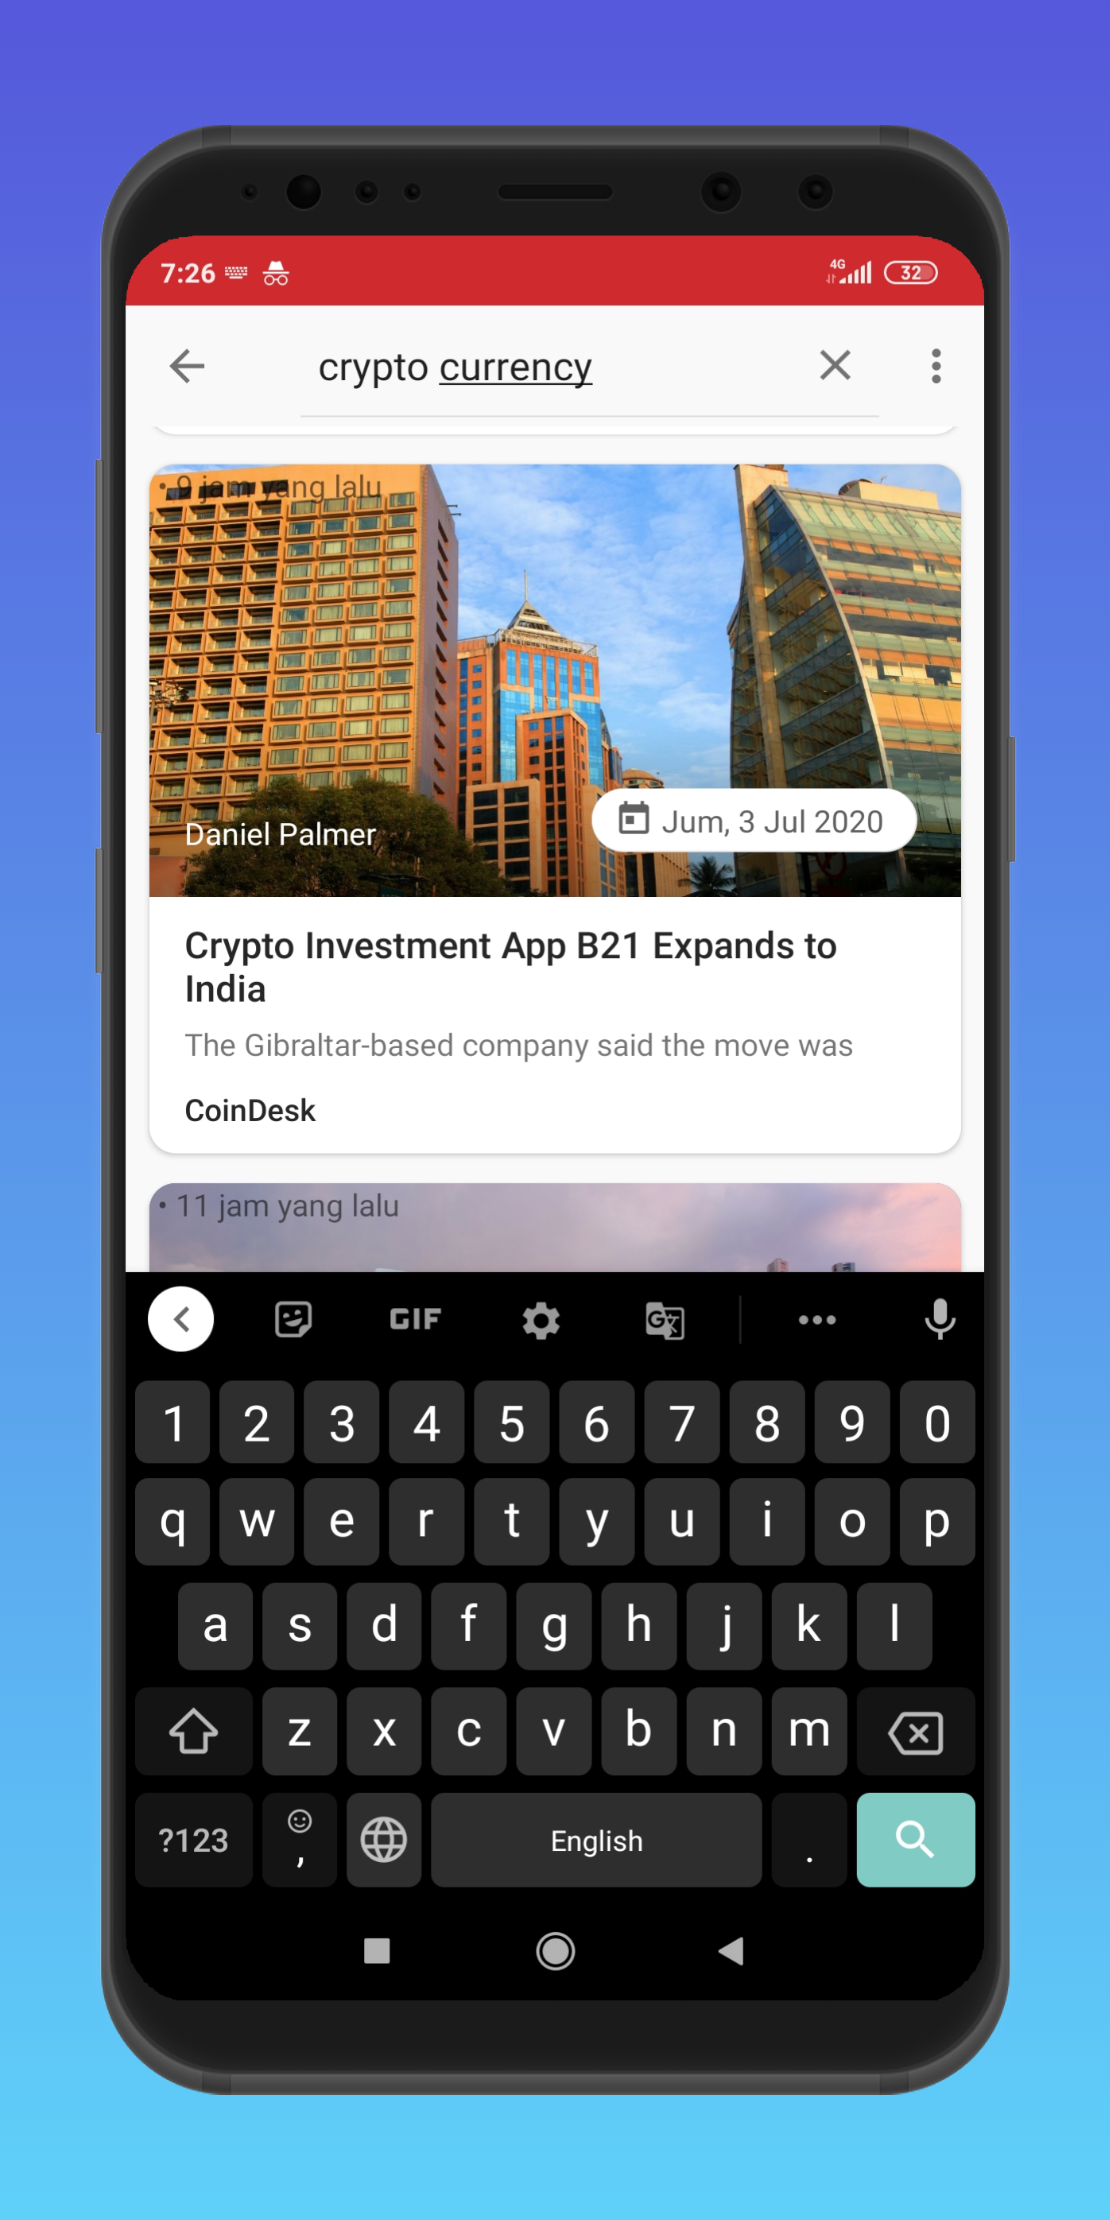 7:26
4G
32
crypto currency
• 9 jam yang lalu
Daniel Palmer
Jum, 3 Jul 2020
Crypto Investment App B21 Expands to
India
The Gibraltar-based company said the move was
CoinDesk
• 11 jam yang lalu
GIF
G
1 2 3 4 5 6 7 8 9 0
q w e r t y u i o p
a s d f g h j k l
z x c v b n m
?123 , English .